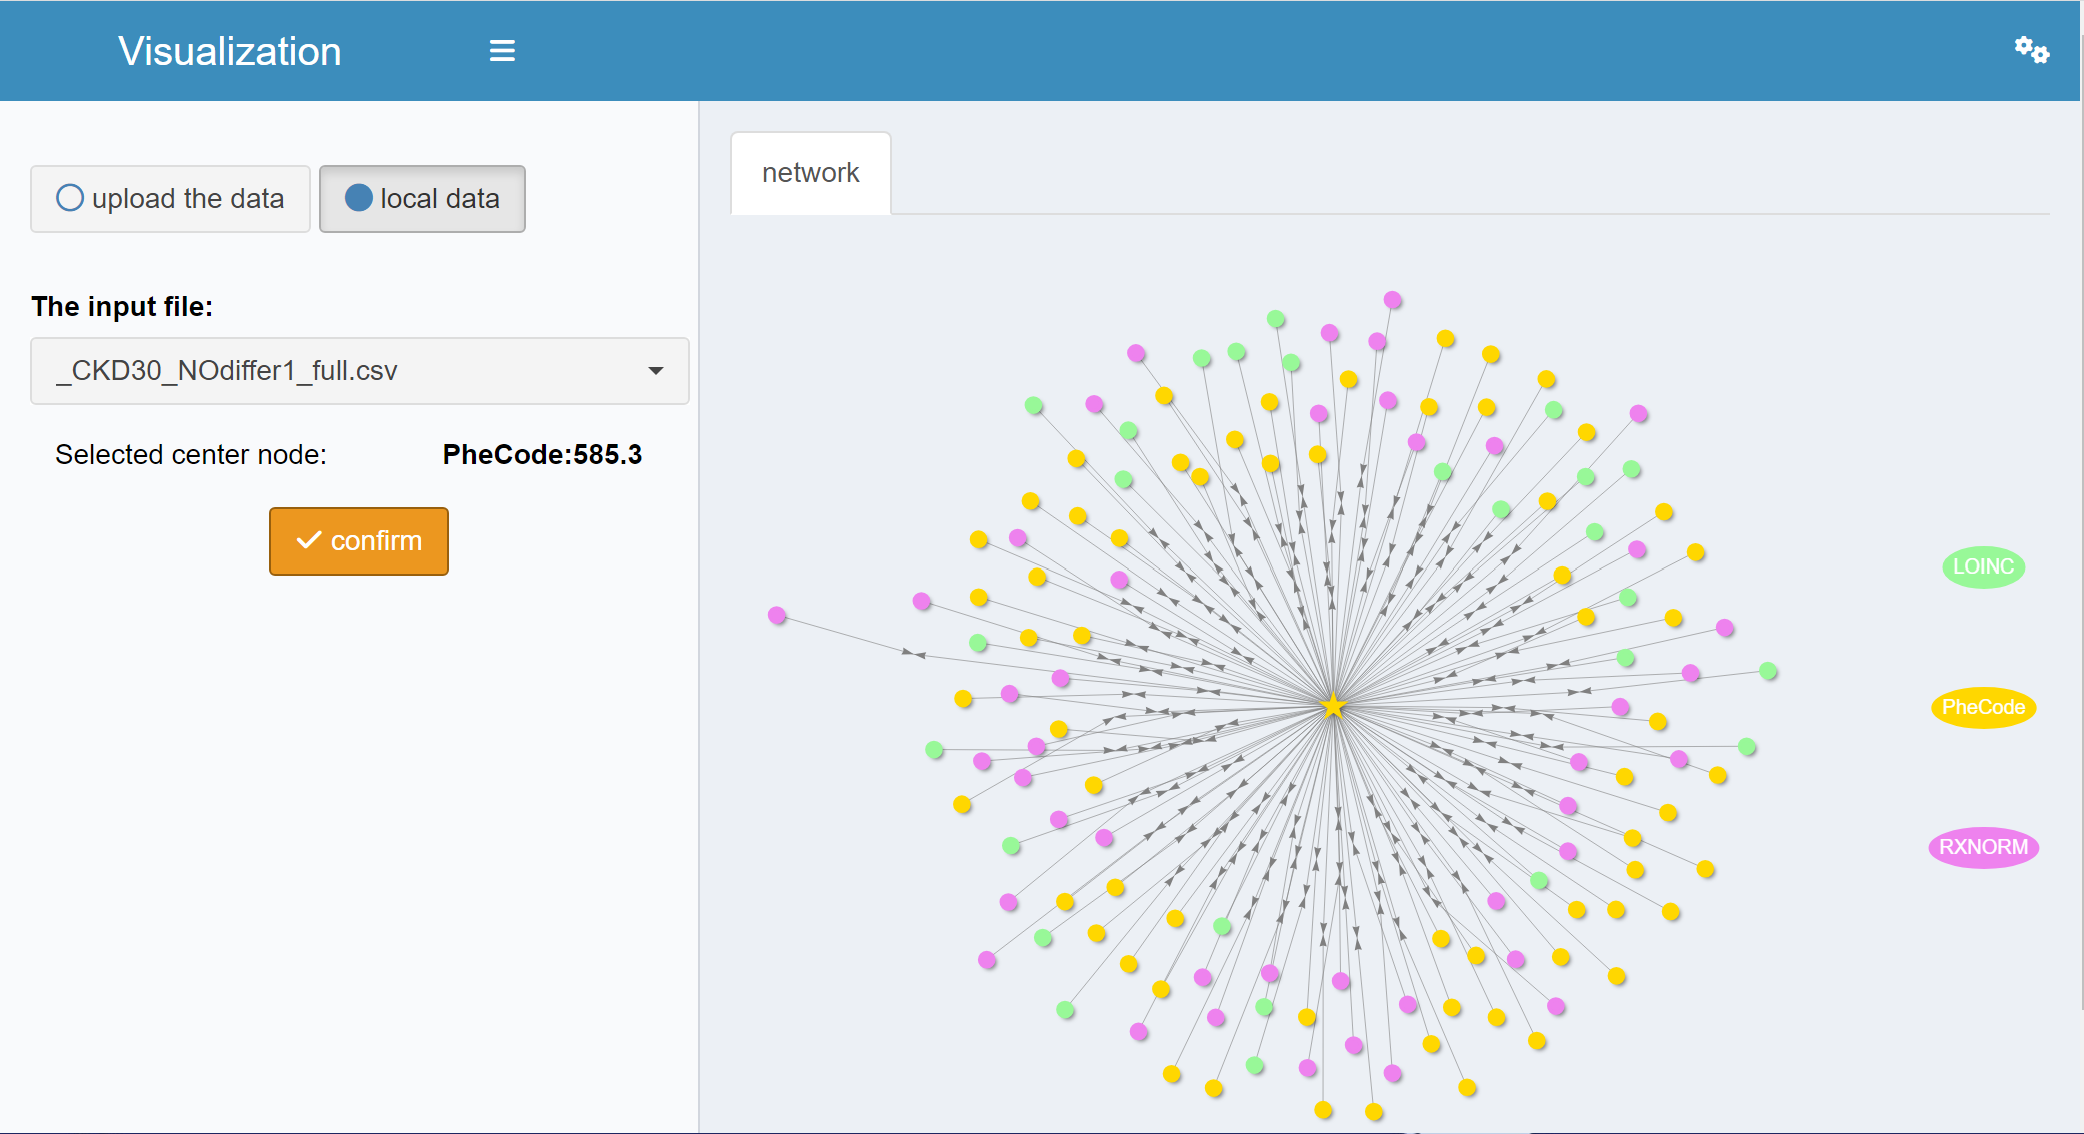 Visualization
upload the data
local data
The input file:
_CKD30_NOdiffer1_full.csv
Selected center node: PheCode:585.3
confirm
network
LOINC
PheCode
RXNORM